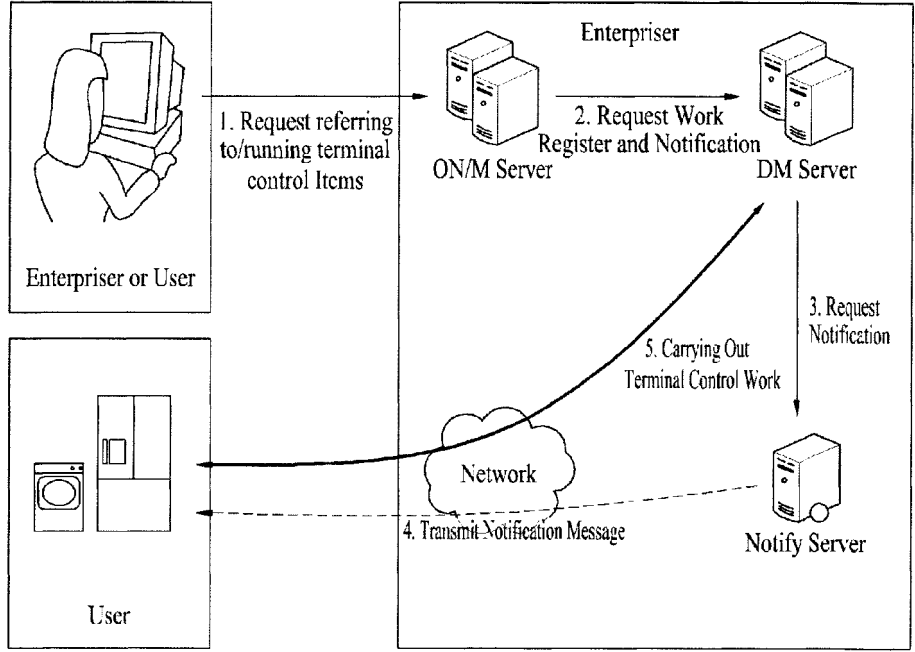 Enterpriser
1. Request referring
to/running terminal
control Items
2. Request Work
Register and Notification
ON/M Server
DM Server
Enterpriser or User
3. Request
Notification
5. Carrying Out
Terminal Control Work
Network
4. Transmit Notification Message
Notify Server
User